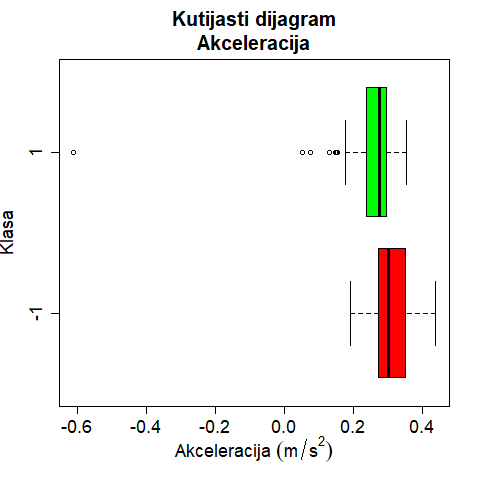 Kutijasti dijagram
Akceleracija
Klasa
1
-1
-0.6 -0.4 -0.2 0.0 0.2 0.4
Akceleracija (m/s²)